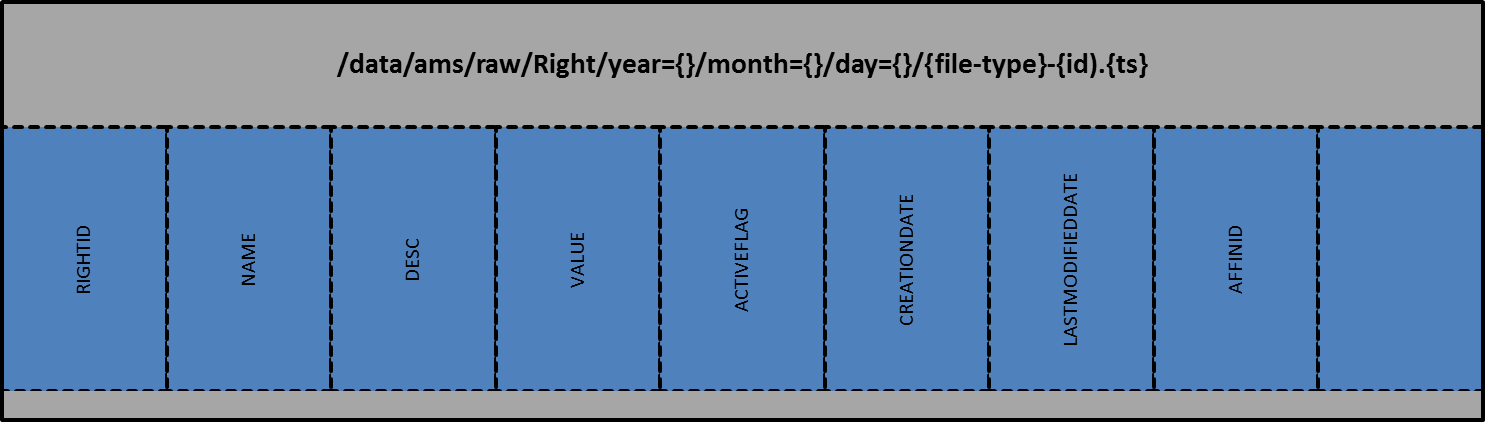 /data/ams/raw/Right/year={}/month={}/day={}/{file-type}-{id).{ts}
RIGHTID
NAME
DESC
VALUE
ACTIVEFLAG
CREATIONDATE
LASTMODIFIEDDATE
AFFINID